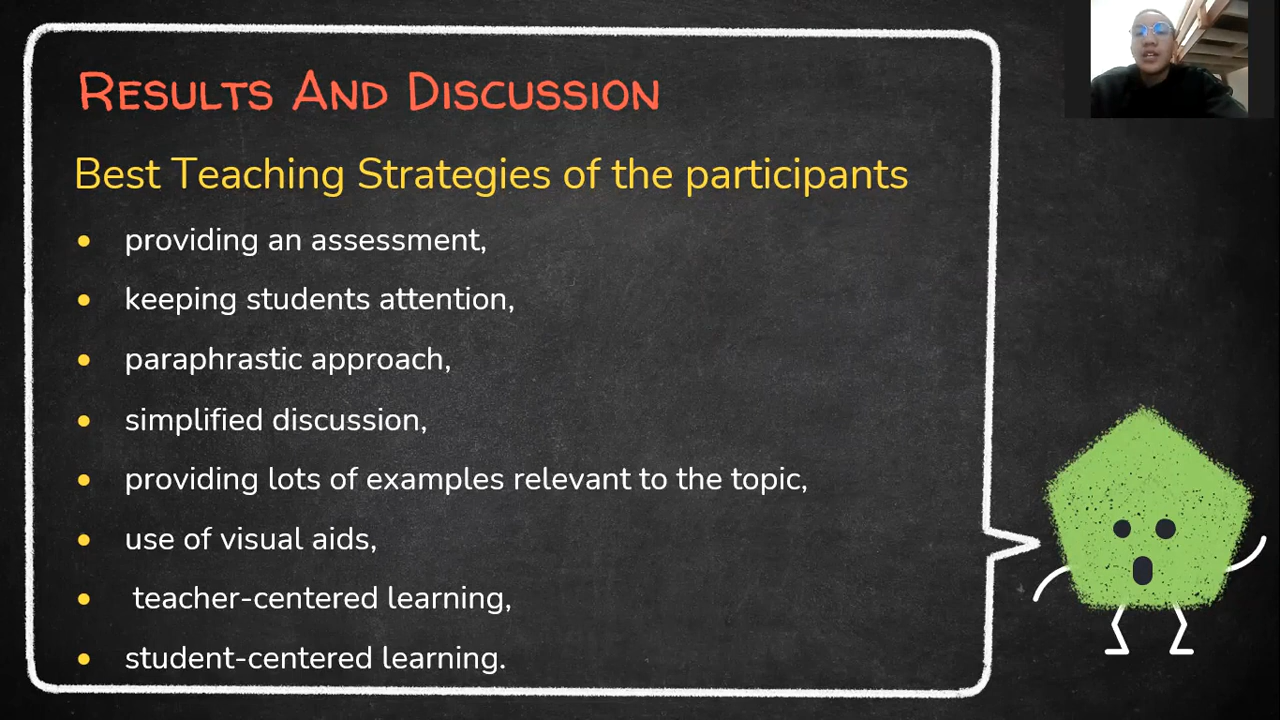 Results And Discussion
Best Teaching Strategies of the participants
• providing an assessment,
• keeping students attention,
• paraphrastic approach,
• simplified discussion,
• providing lots of examples relevant to the topic,
• use of visual aids,
• teacher-centered learning,
• student-centered learning.